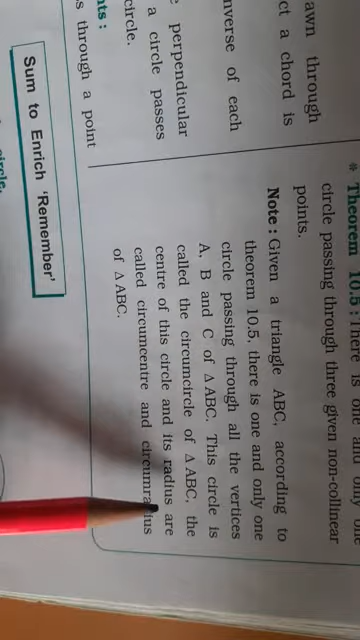 awn through
ct a chord is
nverse of each
e perpendicular
a circle passes
circle.
nts :
s through a point
Sum to Enrich 'Remember'
circle.
* Theorem 10.5 : There is one and only one
circle passing through three given non-collinear
points.
Note : Given a triangle ABC, according to
theorem 10.5, there is one and only one
circle passing through all the vertices
A, B and C of Δ ABC. This circle is
called the circumcircle of Δ ABC, the
centre of this circle and its radius are
called circumcentre and circumradius
of Δ ABC.